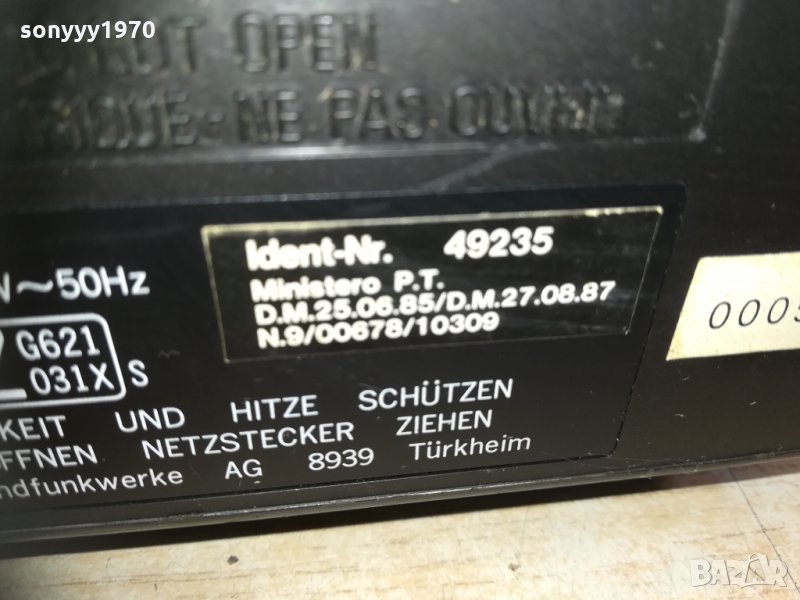 sonyyy1970
NOT OPEN
NE PAS
~50Hz
G621
031X S
Ident-Nr. 49235
Ministero P.T.
D.M.25.06.85/D.M.27.08.87
N.9/00678/10309
KEIT UND HITZE SCHÜTZEN
FFNEN NETZSTECKER ZIEHEN
ndfunkwerke AG 8939 Türkheim
000
BAZAR